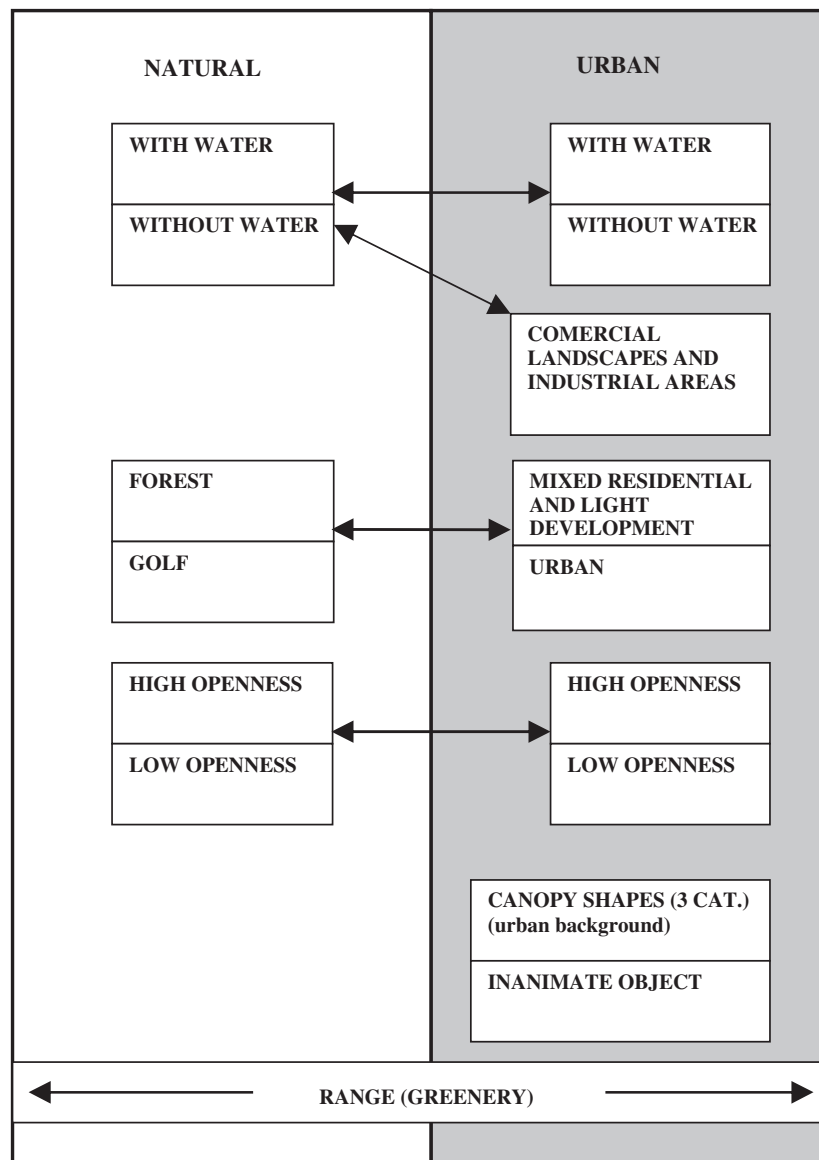 NATURAL
URBAN
WITH WATER
WITHOUT WATER
WITH WATER
WITHOUT WATER
COMERCIAL
LANDSCAPES AND
INDUSTRIAL AREAS
FOREST
GOLF
MIXED RESIDENTIAL
AND LIGHT
DEVELOPMENT
URBAN
HIGH OPENNESS
LOW OPENNESS
HIGH OPENNESS
LOW OPENNESS
CANOPY SHAPES (3 CAT.)
(urban background)
INANIMATE OBJECT
RANGE (GREENERY)